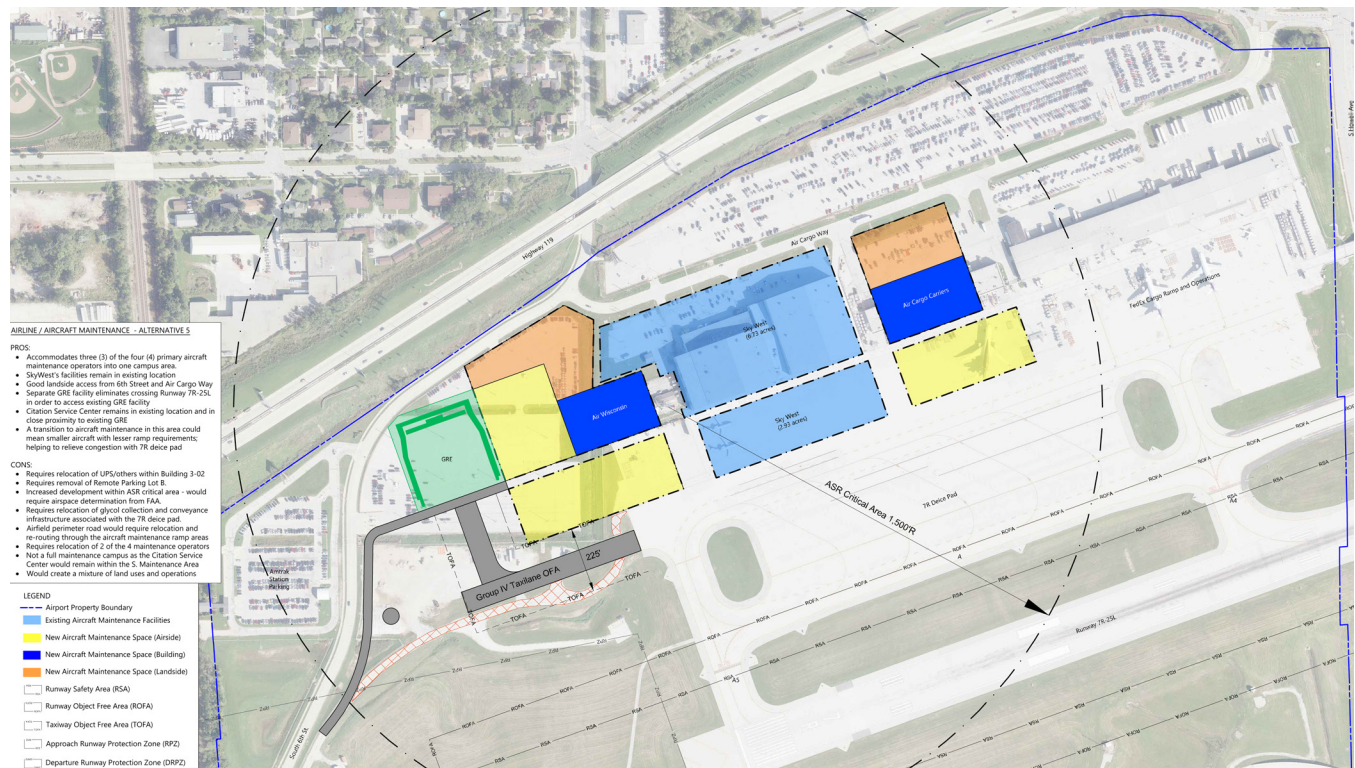 S Howell Ave
Highway 119
Air Cargo Way
Air Cargo Carriers
FedEx Cargo Ramp and Operations
Sky West
(6.73 acres)
Air Wisconsin
Sky West
(2.93 acres)
GRE
ASR Critical Area 1,500'R
7R Deice Pad
A4
4
ROFA
RSA
TOFA
225'
Group IV Taxilane OFA
TOFA
TOFA
TOFA
TOFA
TOFA
Amtrak
Station
Parking
Runway 7R-25L
A3
South 6th St
AIRLINE / AIRCRAFT MAINTENANCE - ALTERNATIVE 5
PROS:
• Accommodates three (3) of the four (4) primary aircraft
maintenance operators into one campus area.
• SkyWest's facilities remain in existing location
• Good landside access from 6th Street and Air Cargo Way
• Separate GRE facility eliminates crossing Runway 7R-25L
in order to access existing GRE facility
• Citation Service Center remains in existing location and in
close proximity to existing GRE
• A transition to aircraft maintenance in this area could
mean smaller aircraft with lesser ramp requirements;
helping to relieve congestion with 7R deice pad
CONS:
• Requires relocation of UPS/others within Building 3-02
• Requires removal of Remote Parking Lot B.
• Increased development within ASR critical area - would
require airspace determination from FAA.
• Requires relocation of glycol collection and conveyance
infrastructure associated with the 7R deice pad.
• Airfield perimeter road would require relocation and
re-routing through the aircraft maintenance ramp areas
• Requires relocation of 2 of the 4 maintenance operators
• Not a full maintenance campus as the Citation Service
Center would remain within the S. Maintenance Area
• Would create a mixture of land uses and operations
LEGEND
Airport Property Boundary
Existing Aircraft Maintenance Facilities
New Aircraft Maintenance Space (Airside)
New Aircraft Maintenance Space (Building)
New Aircraft Maintenance Space (Landside)
Runway Safety Area (RSA)
Runway Object Free Area (ROFA)
Taxiway Object Free Area (TOFA)
Approach Runway Protection Zone (RPZ)
Departure Runway Protection Zone (DRPZ)